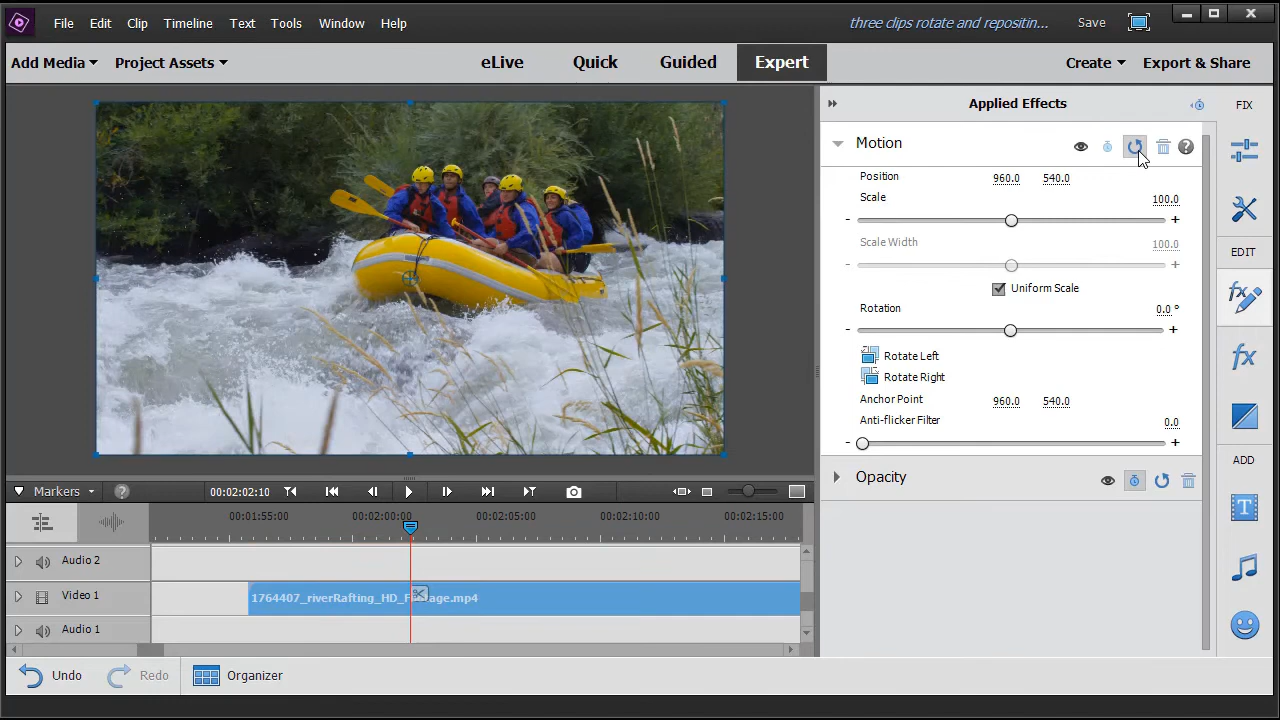 File Edit Clip Timeline Text Tools Window Help three clips rotate and repositin... Save
Add Media Project Assets eLive Quick Guided Expert Create Export & Share
Applied Effects FIX
Motion ?
Position 960.0 540.0
Scale 100.0
- +
Scale Width 100.0
- +
EDIT
Uniform Scale
Rotation 0.0 °
- +
Rotate Left
Rotate Right
Anchor Point 960.0 540.0
Anti-flicker Filter 0.0
- +
Opacity
fx
ADD
T
Markers ? 00:02:02:10
00:01:55:00 00:02:00:00 00:02:05:00 00:02:10:00 00:02:15:00
Audio 2
Video 1
Audio 1
Undo Redo Organizer